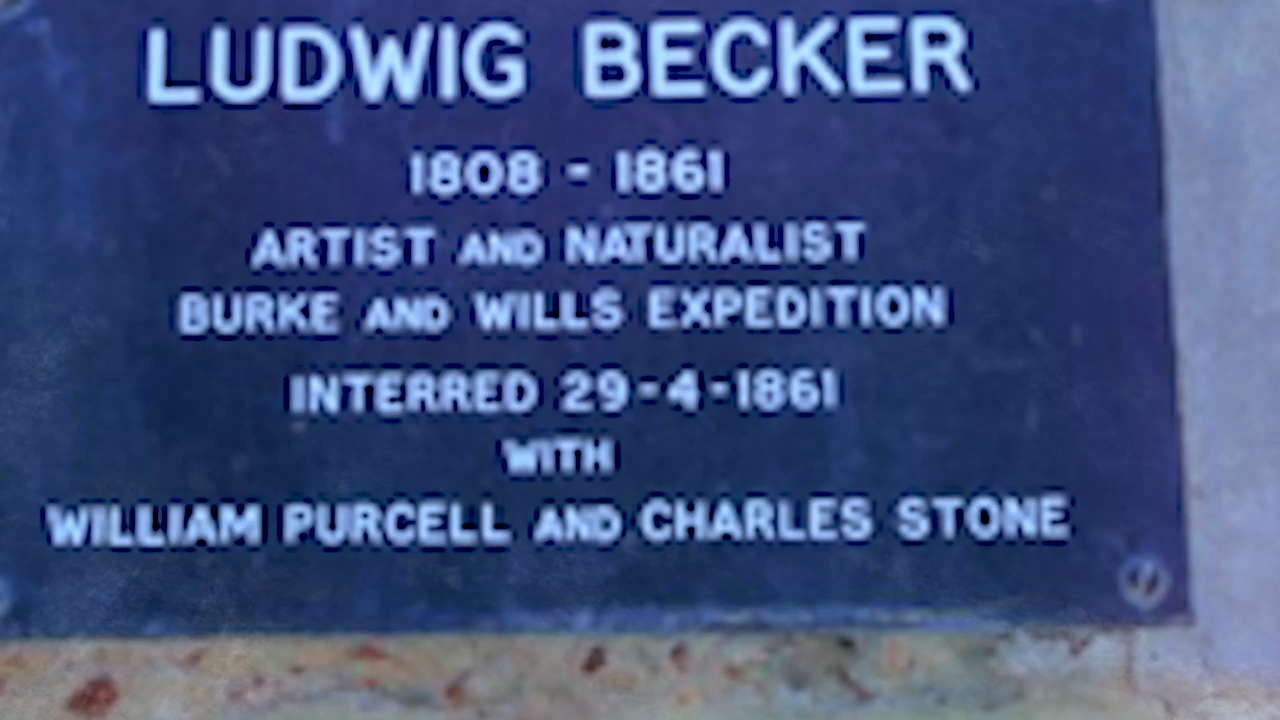 LUDWIG BECKER
1808 - 1861
ARTIST AND NATURALIST
BURKE AND WILLS EXPEDITION
INTERRED 29-4-1861
WITH
WILLIAM PURCELL AND CHARLES STONE